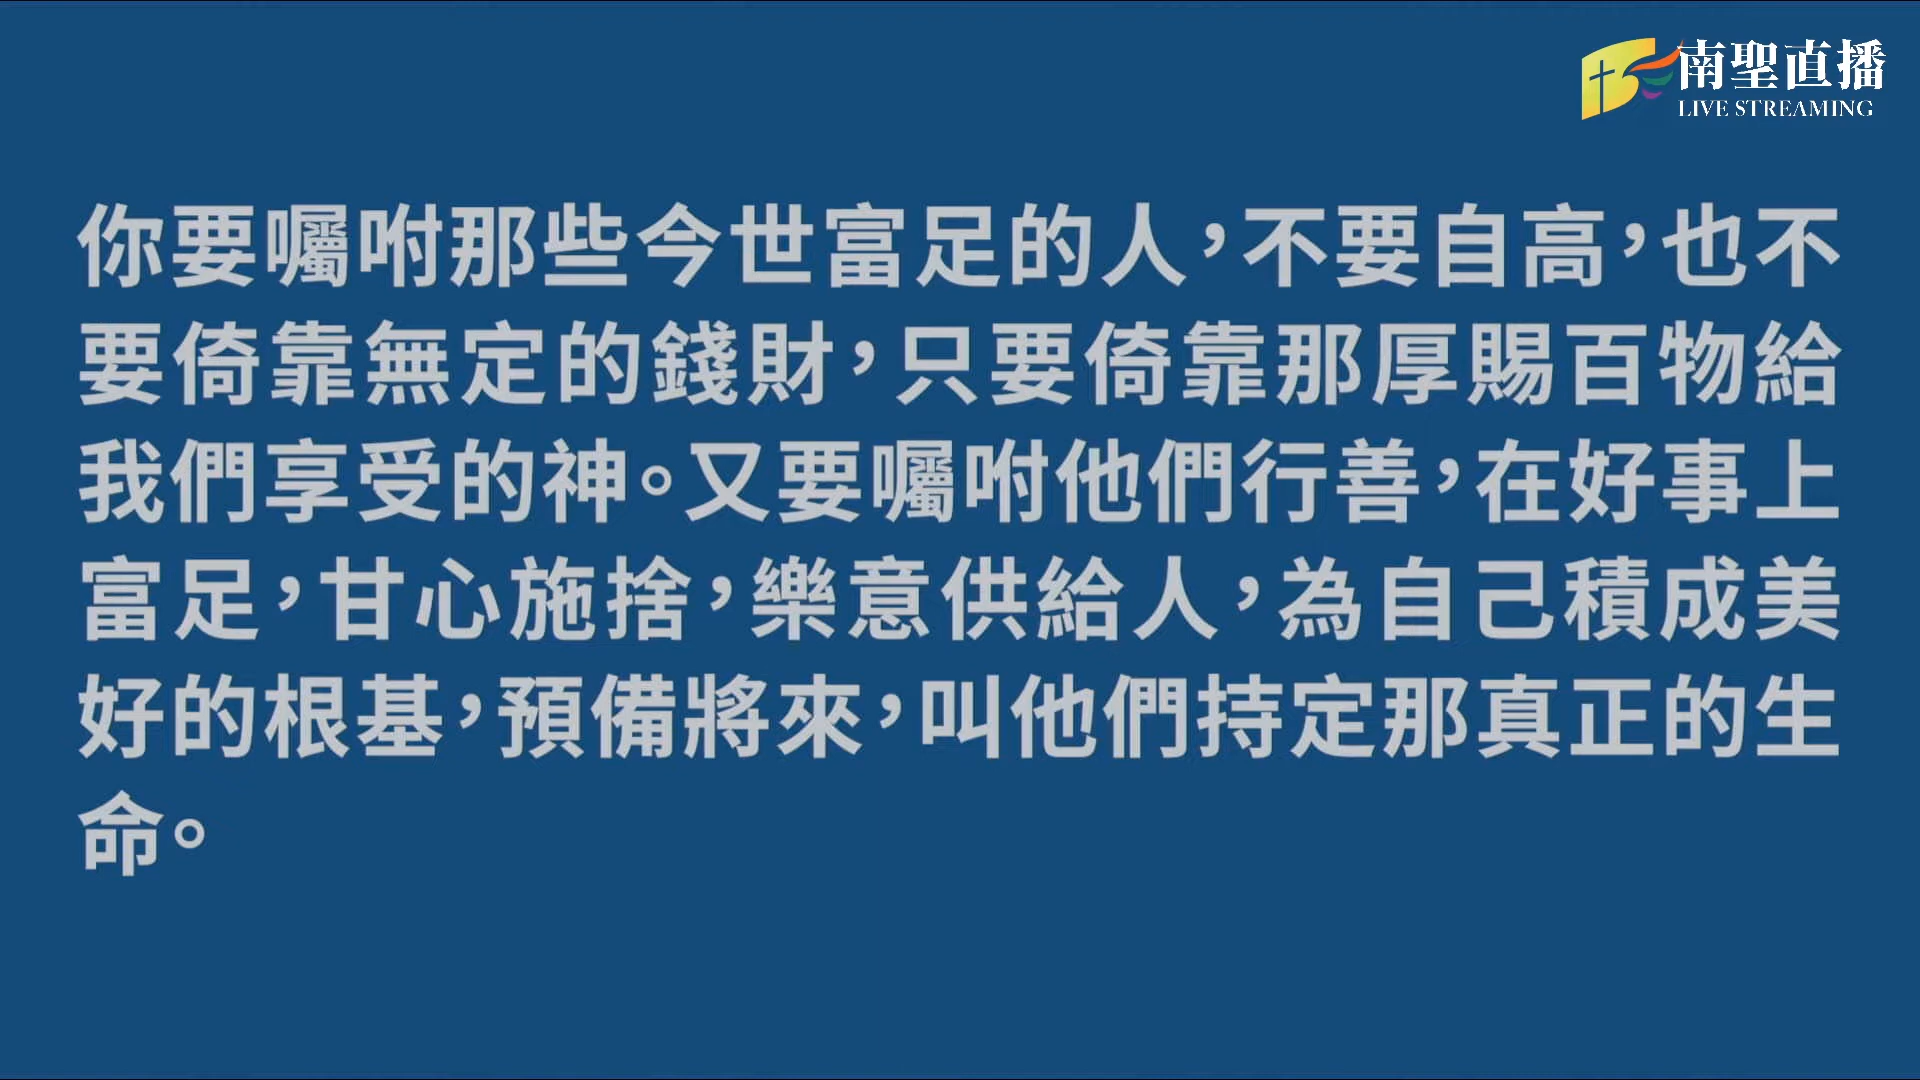 南聖直播
LIVE STREAMING
你要囑咐那些今世富足的人，不要自高，也不
要倚靠無定的錢財，只要倚靠那厚賜百物給
我們享受的神。又要囑咐他們行善，在好事上
富足，甘心施捨，樂意供給人，為自己積成美
好的根基，預備將來，叫他們持定那真正的生
命。